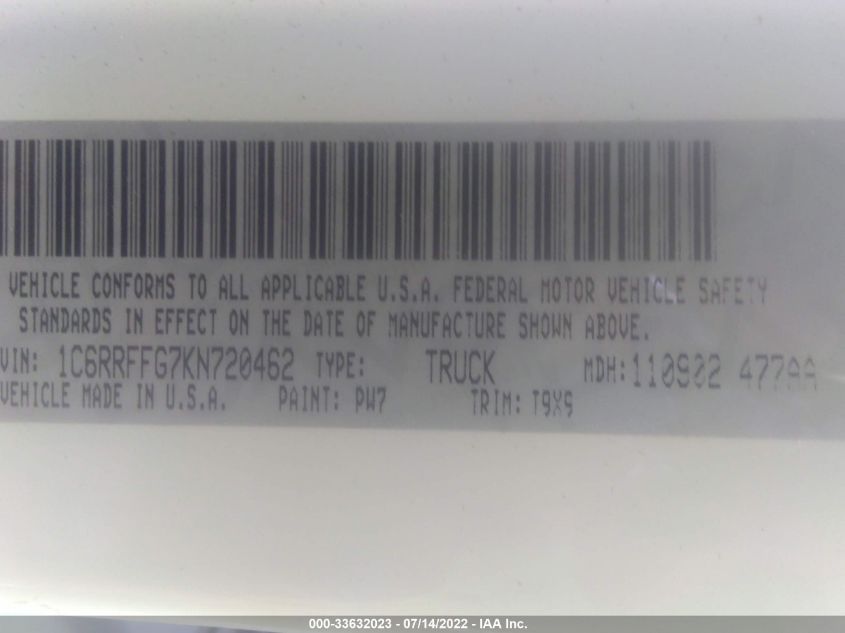 VEHICLE CONFORMS TO ALL APPLICABLE U.S.A. FEDERAL MOTOR VEHICLE SAFETY
STANDARDS IN EFFECT ON THE DATE OF MANUFACTURE SHOWN ABOVE.
VIN: 1C6RRFFG7KN720462 TYPE: TRUCK MDH:110902 477AA
VEHICLE MADE IN U.S.A. PAINT: PW7 TRIM: T9X9
000-33632023 - 07/14/2022 - IAA Inc.